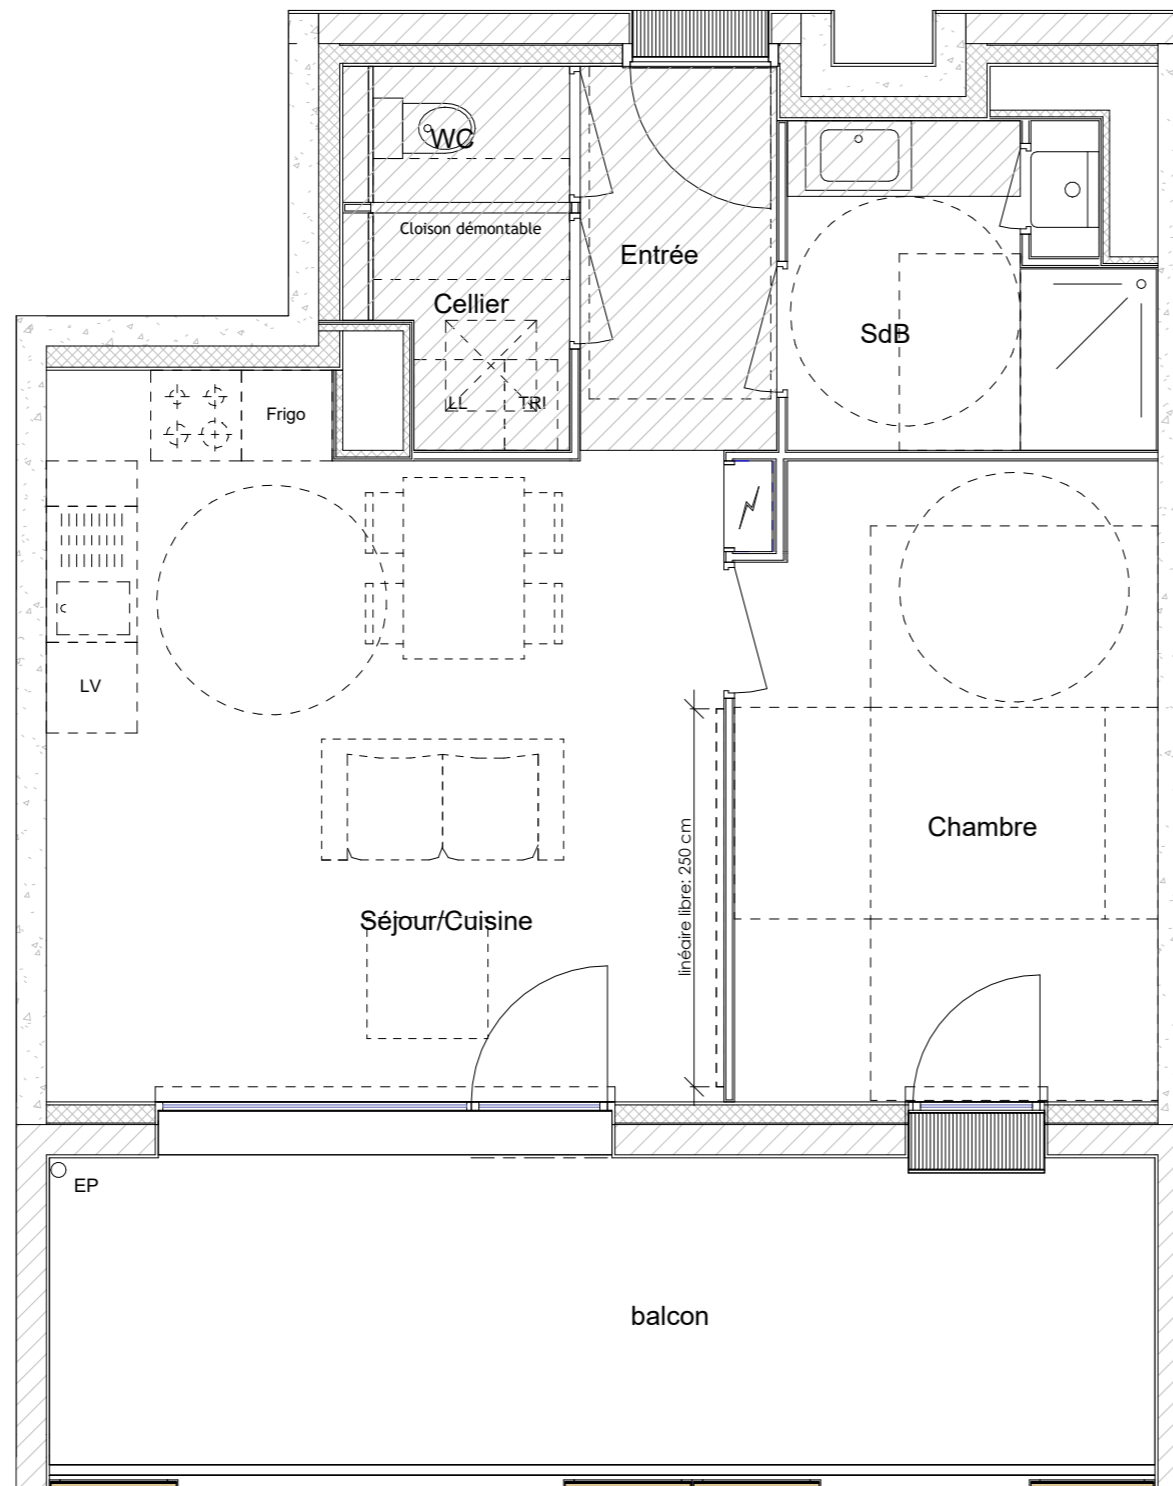 WC
Cloison démontable
Entrée
Cellier
SdB
LL
TRI
Frigo
LV
linéaire libre: 250 cm
Chambre
Séjour/Cuisine
EP
balcon